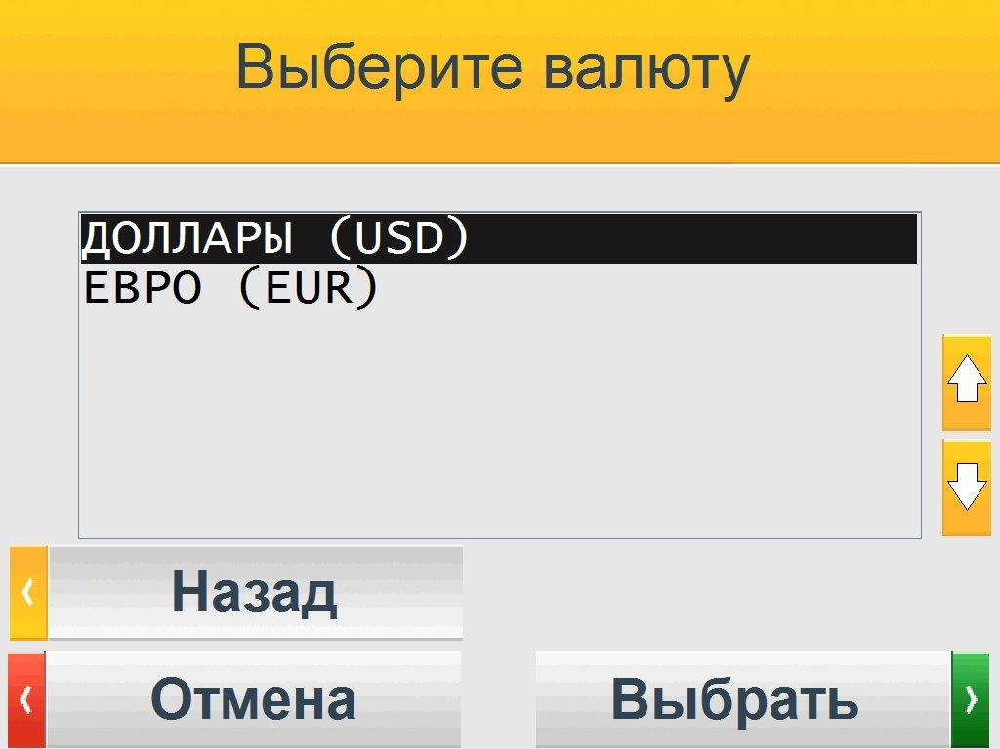 Выберите валюту
ДОЛЛАРЫ (USD)
ЕВРО (EUR)
Назад
Отмена
Выбрать